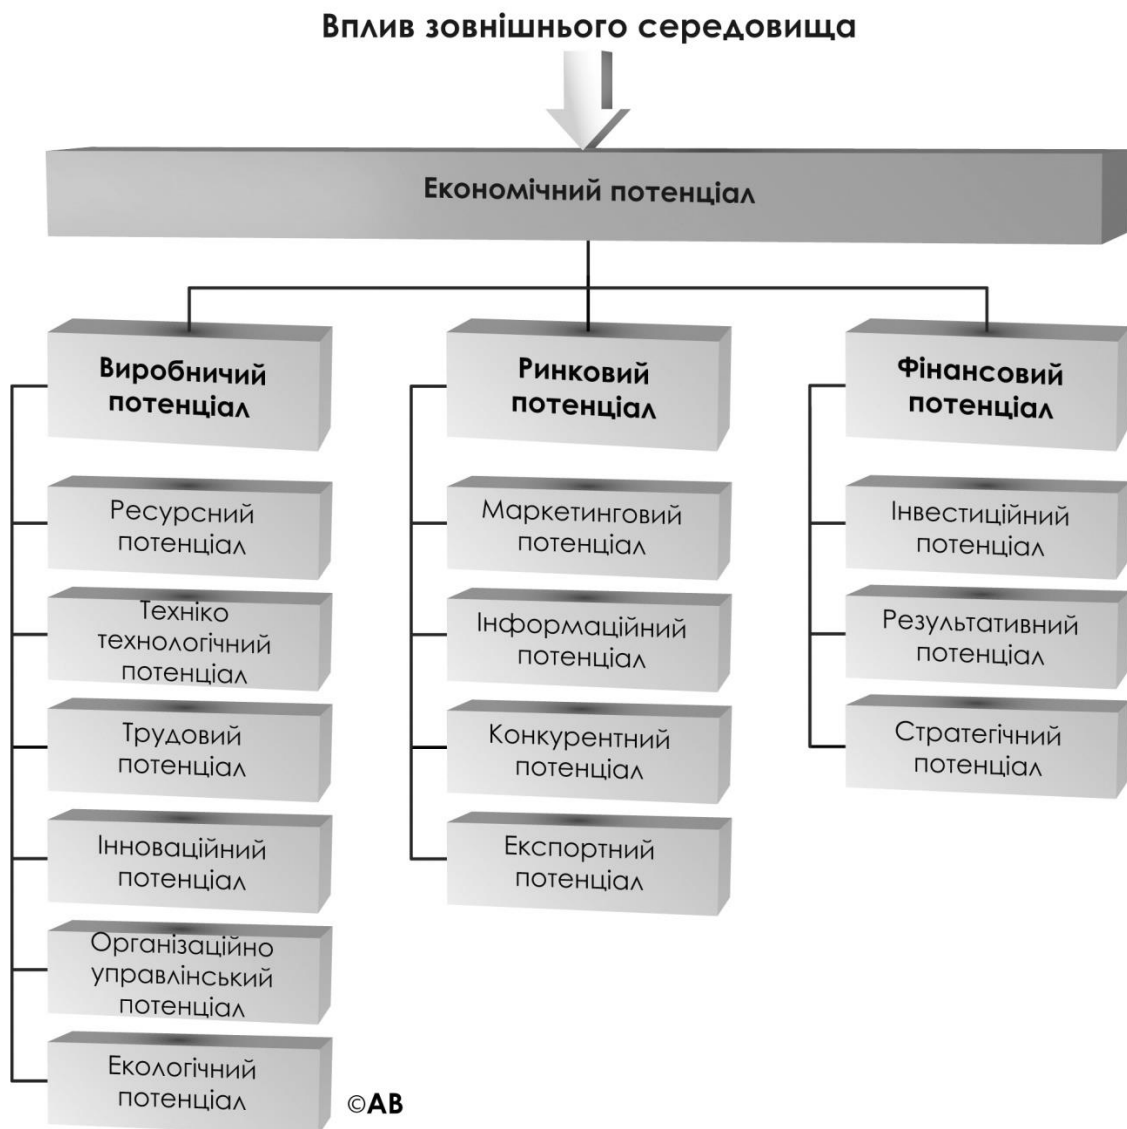 Вплив зовнішнього середовища
Економічний потенціал
Виробничий
потенціал
Ресурсний
потенціал
Техніко
технологічний
потенціал
Трудовий
потенціал
Інноваційний
потенціал
Організаційно
управлінський
потенціал
Екологічний
потенціал
Ринковий
потенціал
Маркетинговий
потенціал
Інформаційний
потенціал
Конкурентний
потенціал
Експортний
потенціал
Фінансовий
потенціал
Інвестиційний
потенціал
Результативний
потенціал
Стратегічний
потенціал
©АВ